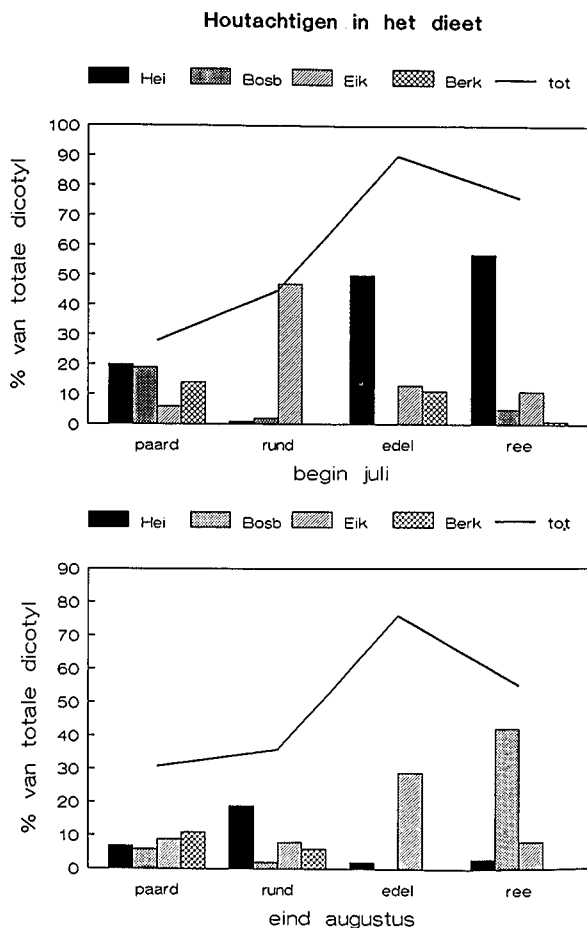 Houtachtigen in het dieet
Hei Bosb Eik Berk tot
100
90
80
70
60
50
40
30
20
10
0
% van totale dicotyl
paard rund edel ree
begin juli
Hei Bosb Eik Berk tot
90
80
70
60
50
40
30
20
10
0
% van totale dicotyl
paard rund edel ree
eind augustus